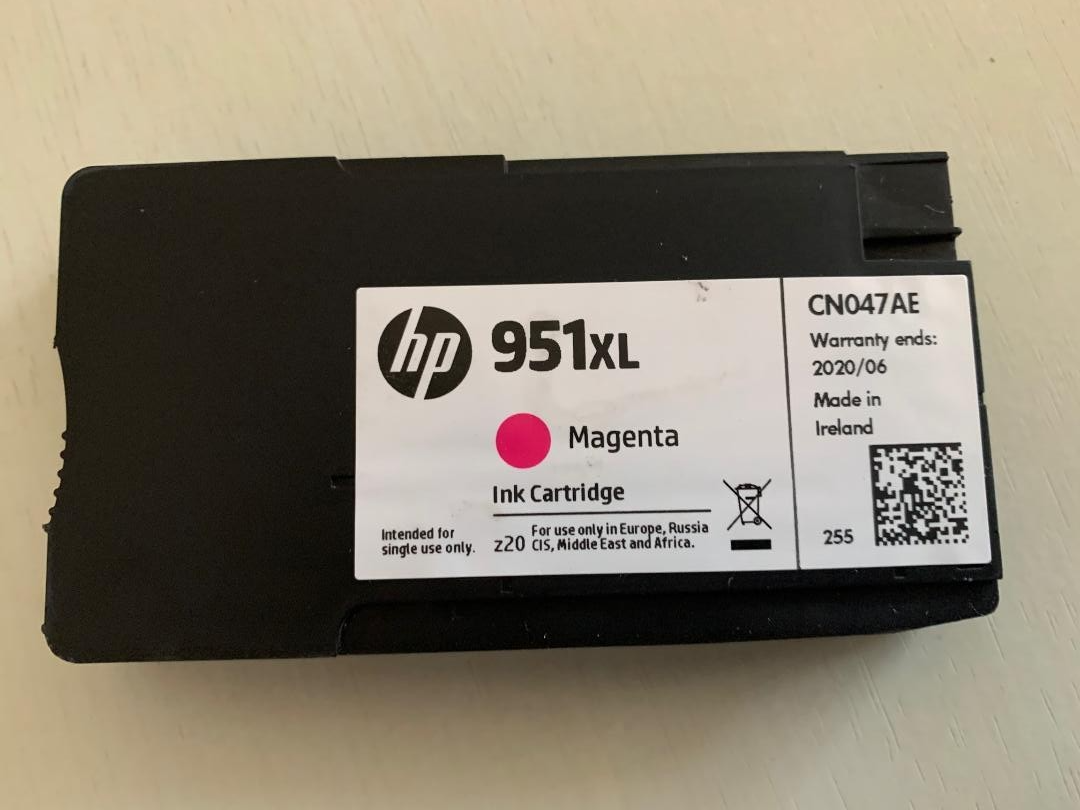 hp 951XL
Magenta
Ink Cartridge
Intended for
single use only.
z20
For use only in Europe, Russia
CIS, Middle East and Africa.
CN047AE
Warranty ends:
2020/06
Made in
Ireland
255